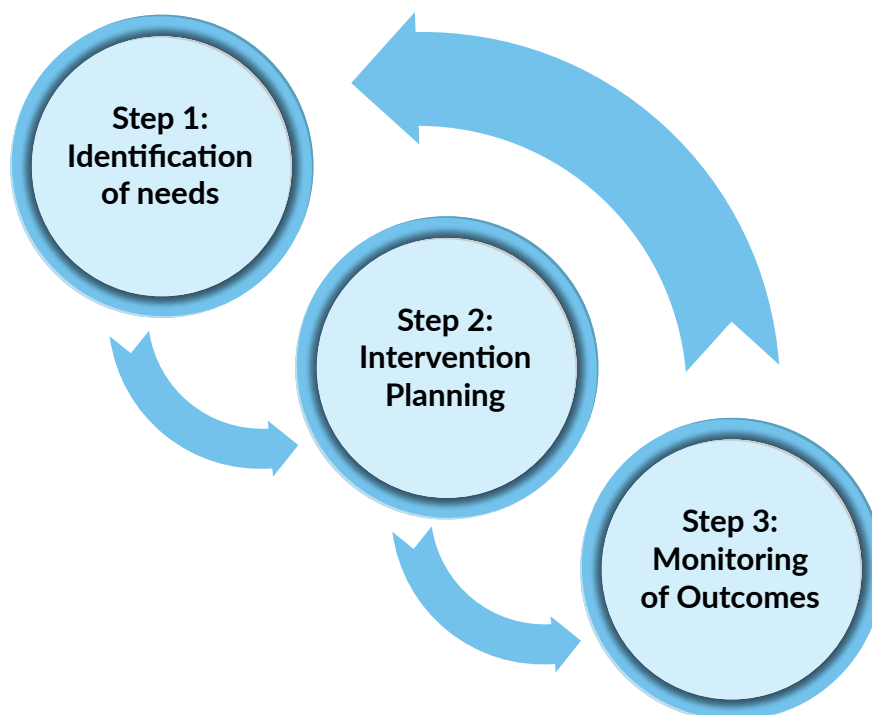 Step 1:
Identification
of needs
Step 2:
Intervention
Planning
Step 3:
Monitoring
of Outcomes